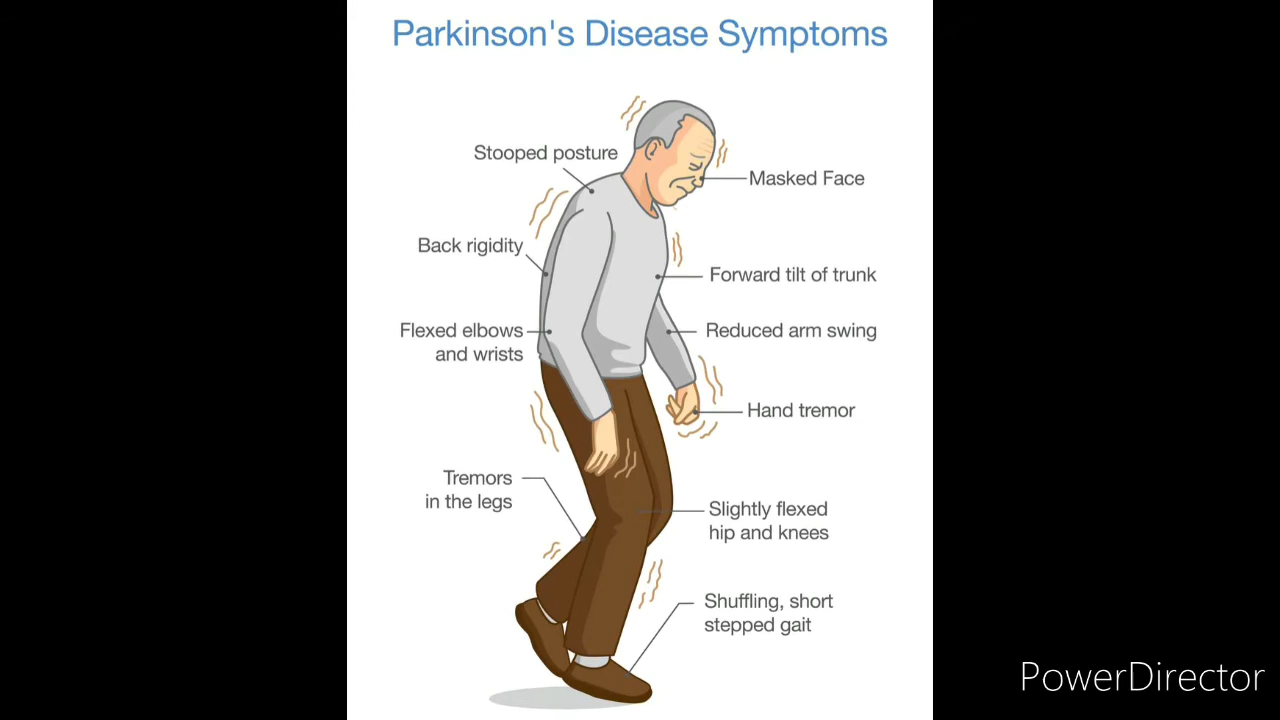 Parkinson's Disease Symptoms
Stooped posture
Masked Face
Back rigidity
Forward tilt of trunk
Flexed elbows
and wrists
Reduced arm swing
Hand tremor
Tremors
in the legs
Slightly flexed
hip and knees
Shuffling, short
stepped gait
PowerDirector